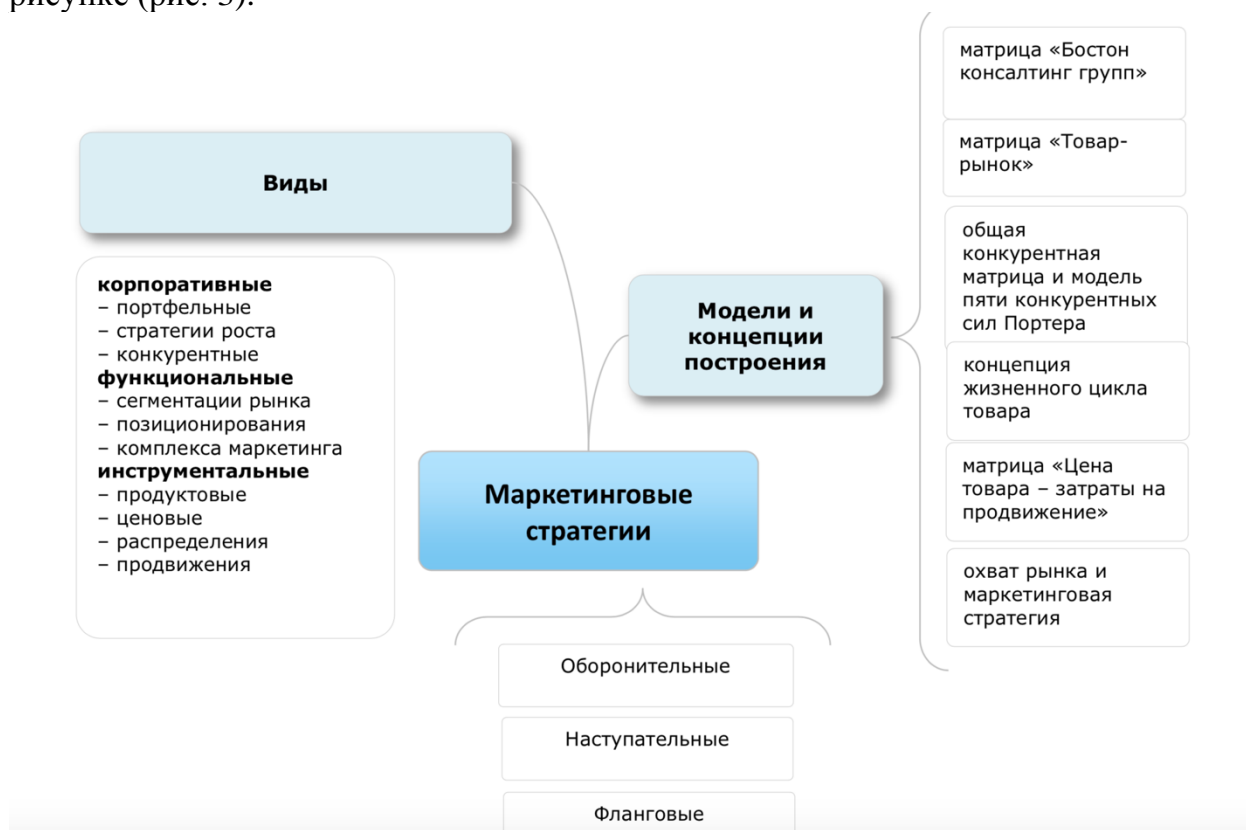 рисунке (рис. 3).
матрица «Бостон
консалтинг групп»
матрица «Товар-
рынок»
общая
конкурентная
матрица и модель
пяти конкурентных
сил Портера
концепция
жизненного цикла
товара
матрица «Цена
товара – затраты на
продвижение»
охват рынка и
маркетинговая
стратегия
Виды
корпоративные
– портфельные
– стратегии роста
– конкурентные
функциональные
– сегментации рынка
– позиционирования
– комплекса маркетинга
инструментальные
– продуктовые
– ценовые
– распределения
– продвижения
Модели и
концепции
построения
Маркетинговые
стратегии
Оборонительные
Наступательные
Фланговые